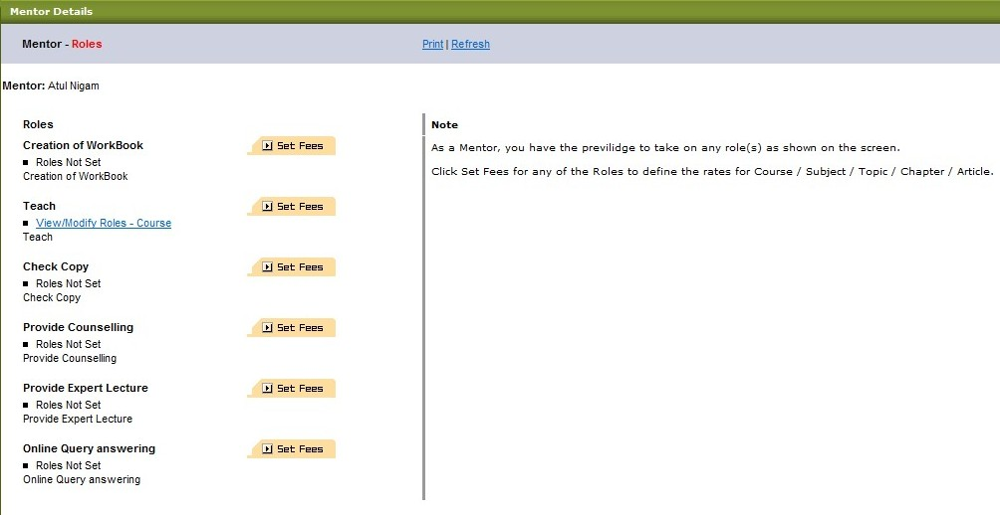 Mentor Details
Mentor - Roles
Print | Refresh
Mentor: Atul Nigam
Roles
Creation of WorkBook
Set Fees
Roles Not Set
Creation of WorkBook
Teach
Set Fees
View/Modify Roles - Course
Teach
Check Copy
Set Fees
Roles Not Set
Check Copy
Provide Counselling
Set Fees
Roles Not Set
Provide Counselling
Provide Expert Lecture
Set Fees
Roles Not Set
Provide Expert Lecture
Online Query answering
Set Fees
Roles Not Set
Online Query answering
Note
As a Mentor, you have the previlidge to take on any role(s) as shown on the screen.
Click Set Fees for any of the Roles to define the rates for Course / Subject / Topic / Chapter / Article.